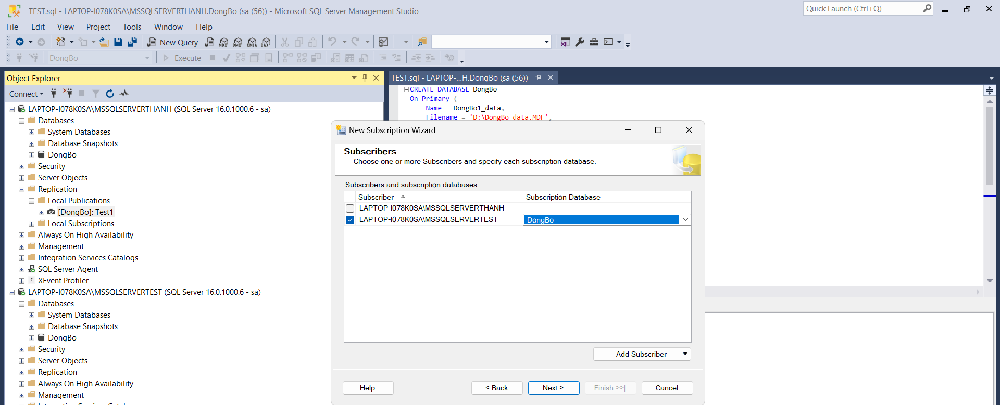 TEST.sql - LAPTOP-I078K0SA\MSSQLSERVERTHANH.DongBo (sa (56)) - Microsoft SQL Server Management Studio
Quick Launch (Ctrl+Q)
File Edit View Project Tools Window Help
New Query MDX DMX XMLA DAX
DongBo Execute
Object Explorer
Connect
LAPTOP-I078K0SA\MSSQLSERVERTHANH (SQL Server 16.0.1000.6 - sa)
Databases
System Databases
Database Snapshots
DongBo
Security
Server Objects
Replication
Local Publications
[DongBo]: Test1
Local Subscriptions
Always On High Availability
Management
Integration Services Catalogs
SQL Server Agent
XEvent Profiler
LAPTOP-I078K0SA\MSSQLSERVERTEST (SQL Server 16.0.1000.6 - sa)
Databases
System Databases
Database Snapshots
DongBo
Security
Server Objects
Replication
Always On High Availability
Management
TEST.sql - LAPTOP-...H.DongBo (sa (56))
CREATE DATABASE DongBo
On Primary (
Name = DongBo1_data,
Filename = 'D:\DongBo_data.MDF',
New Subscription Wizard
Subscribers
Choose one or more Subscribers and specify each subscription database.
Subscribers and subscription databases:
Subscriber Subscription Database
LAPTOP-I078K0SA\MSSQLSERVERTHANH
LAPTOP-I078K0SA\MSSQLSERVERTEST DongBo
Add Subscriber
Help < Back Next > Finish >>| Cancel